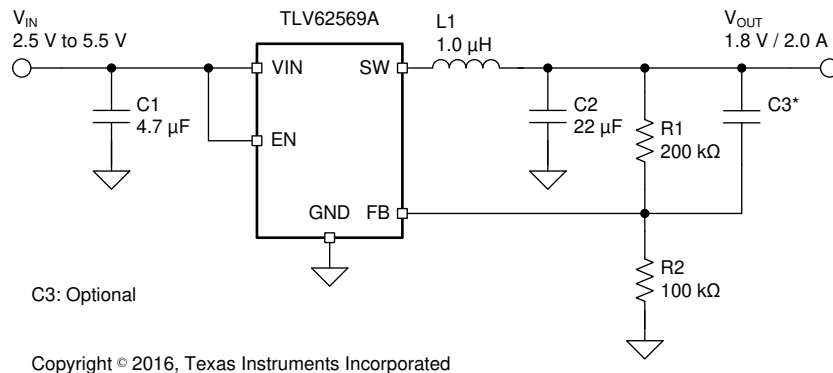 TLV62569A
V_IN
2.5 V to 5.5 V
L1
1.0 µH
V_OUT
1.8 V / 2.0 A
VIN
SW
C1
4.7 µF
C2
22 µF
C3*
R1
200 kΩ
EN
GND
FB
R2
100 kΩ
C3: Optional
Copyright © 2016, Texas Instruments Incorporated